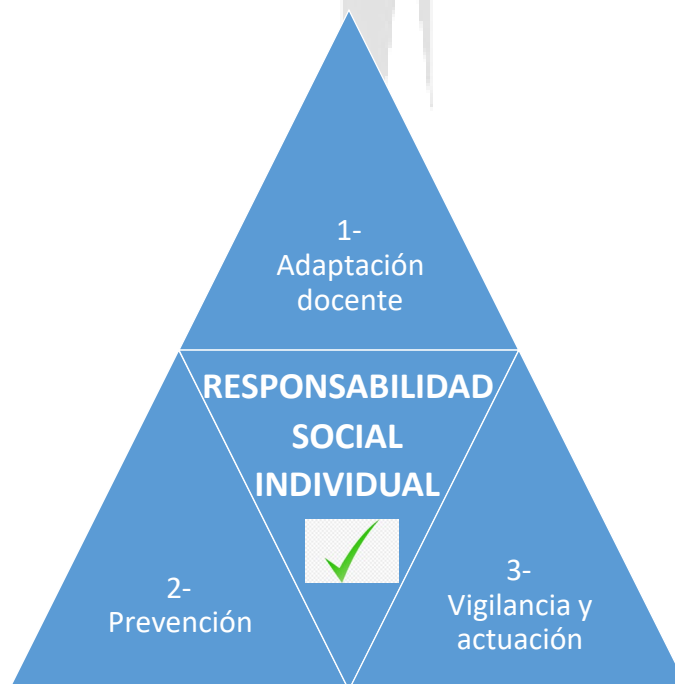 1-
Adaptación
docente
RESPONSABILIDAD
SOCIAL
INDIVIDUAL
2-
Prevención
3-
Vigilancia y
actuación